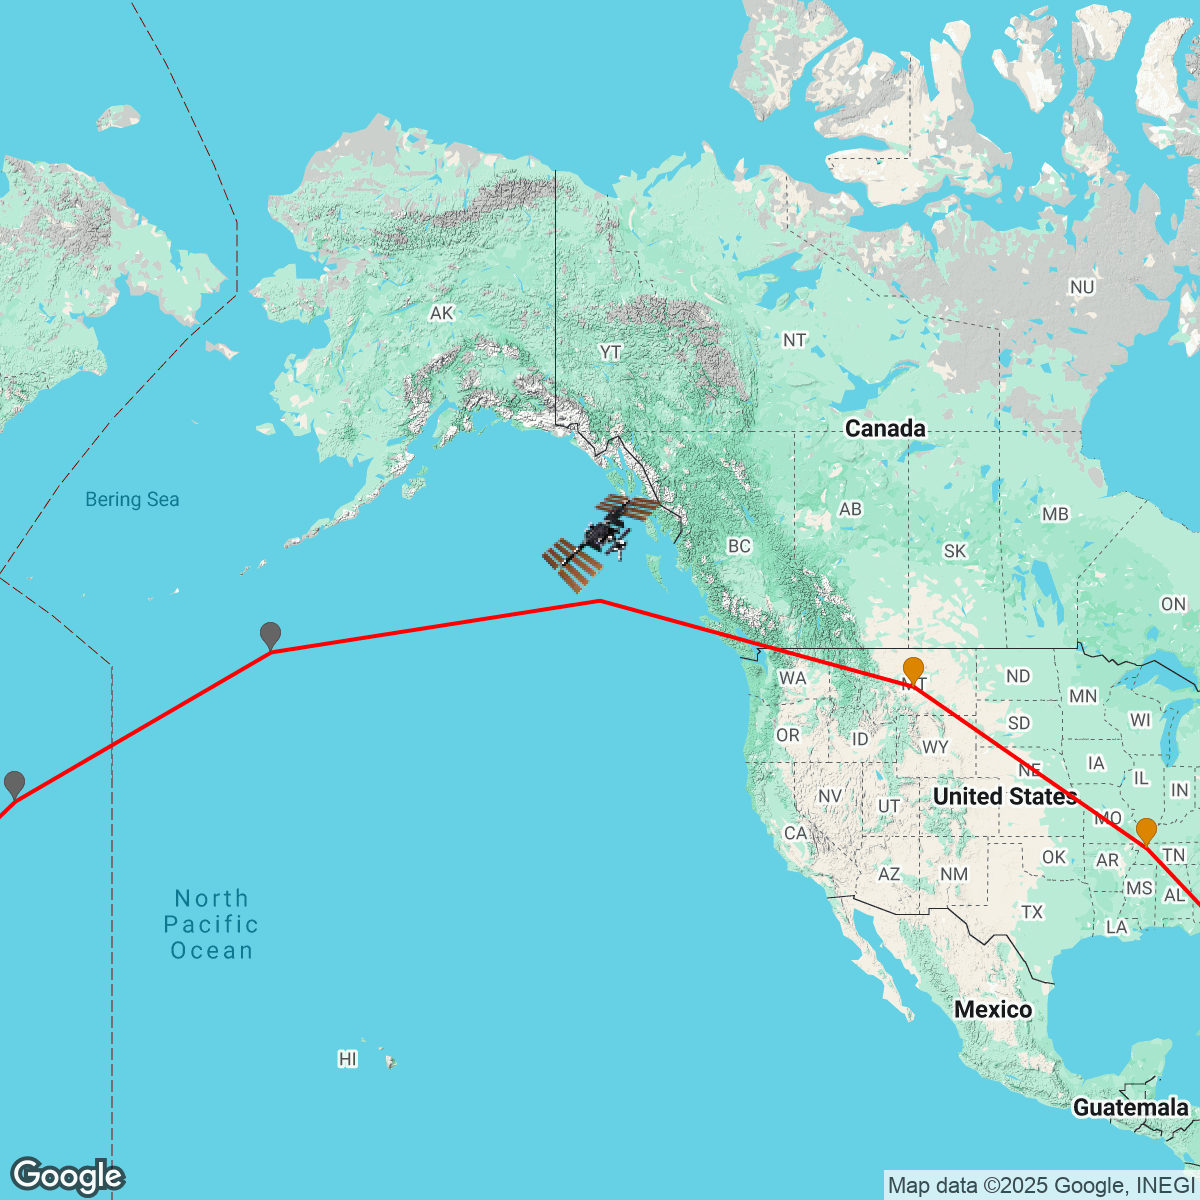 NU
AK
NT
YT
Canada
Bering Sea
AB
MB
BC
SK
ON
WA
MT
ND
MN
SD
WI
OR
ID
WY
IA
NE
IL
IN
NV
UT
United States
MO
CA
OK
AR
TN
AZ
NM
MS
AL
North
Pacific
Ocean
TX
LA
Mexico
HI
Guatemala
Google
Map data ©2025 Google, INEGI